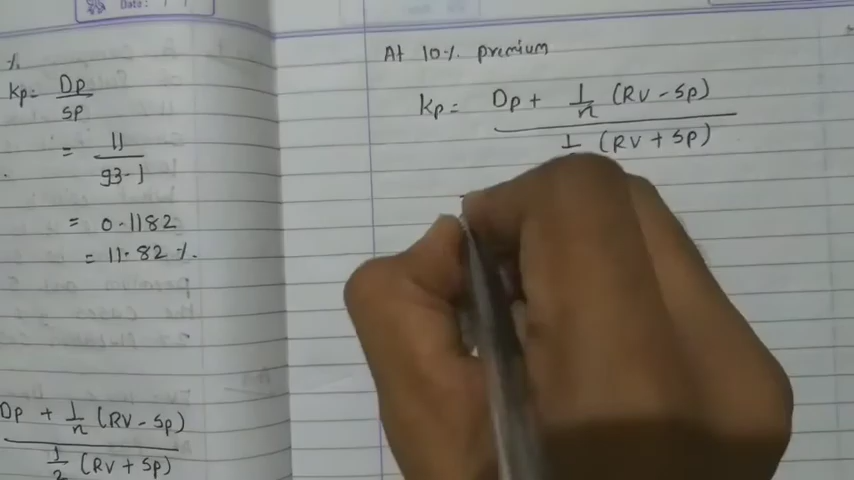 Date:
%
Kp = Dp / SP
= 11 / 93.1
= 0.1182
= 11.82 %.
Dp + 1/n (RV - SP)
1/2 (RV + SP)
At 10%. premium
Kp = Dp + 1/n (RV - SP)
1 (RV + SP)